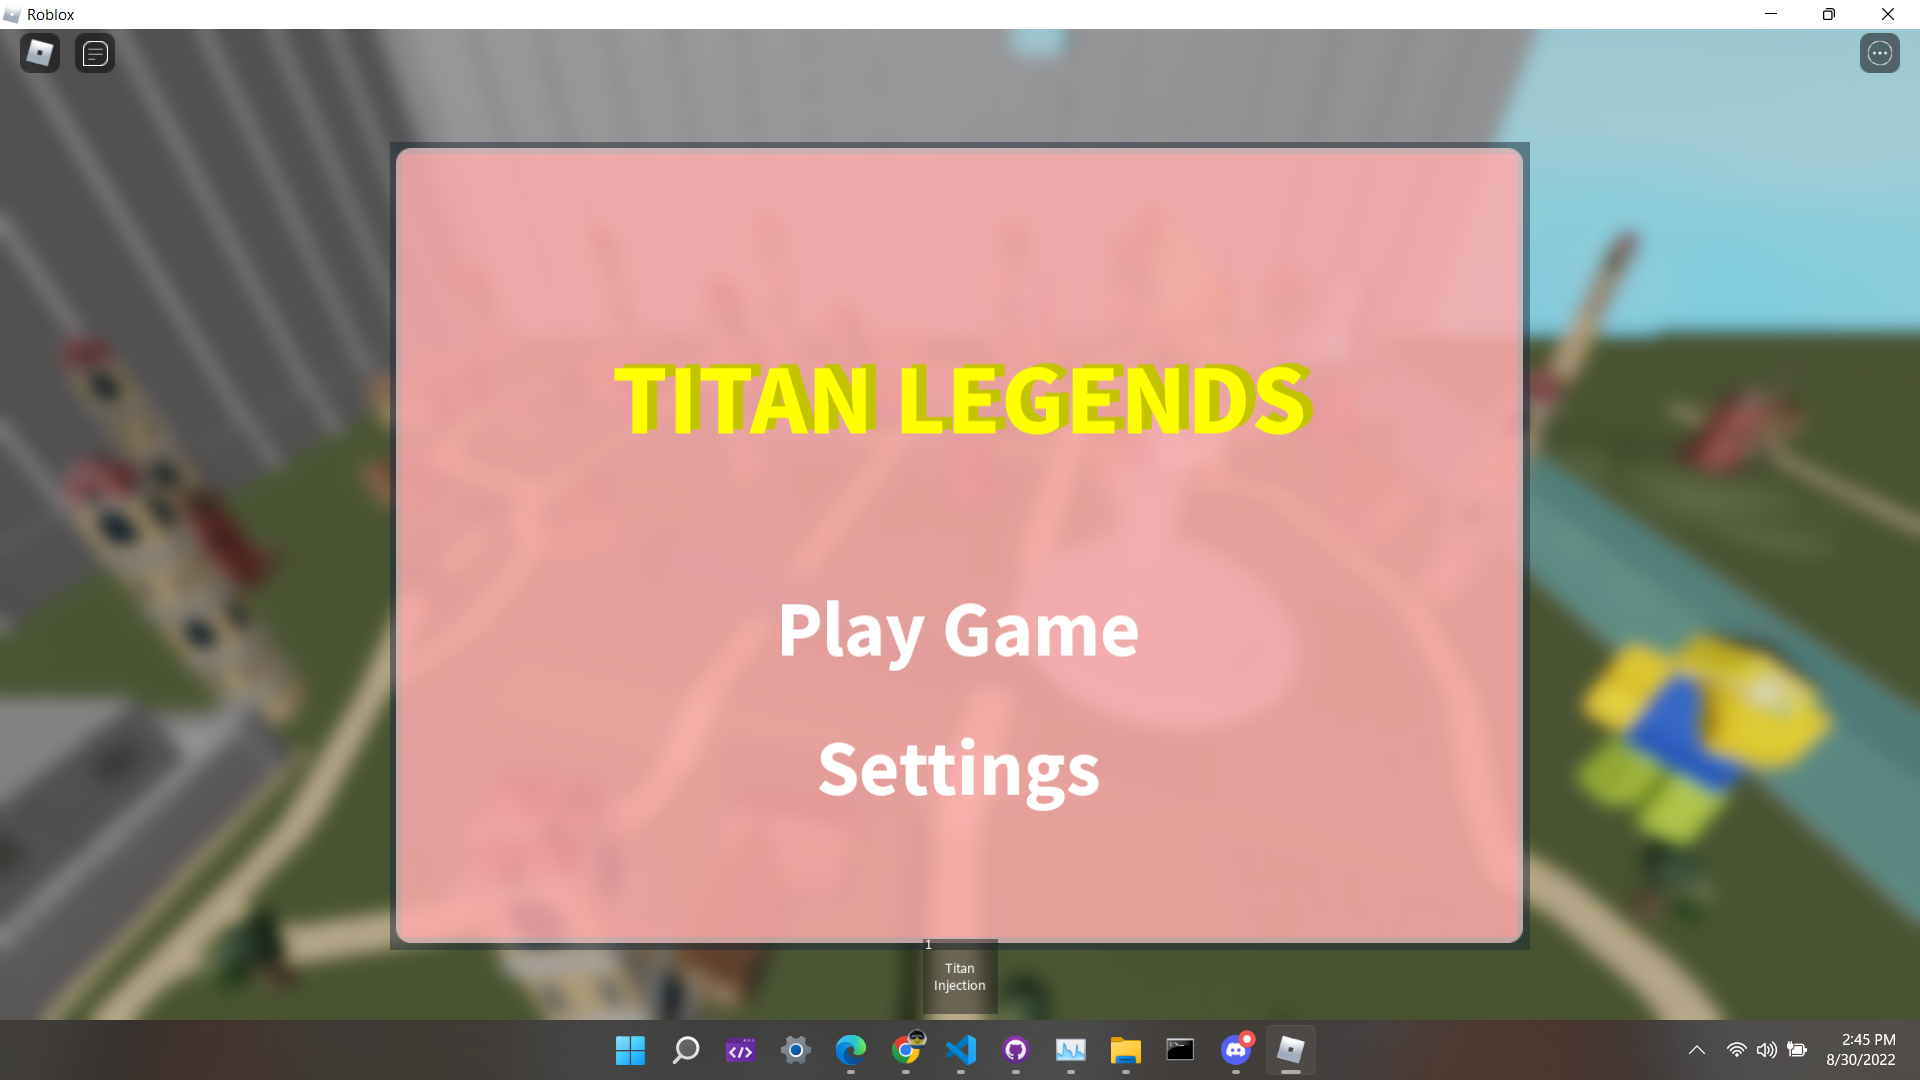 Roblox
TITAN LEGENDS
Play Game
Settings
1
Titan
Injection
2:45 PM
8/30/2022